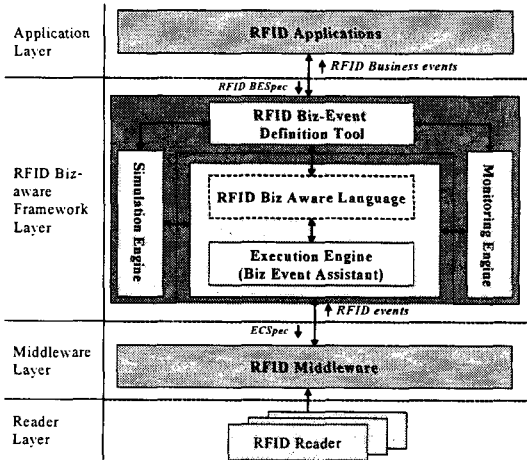 Application
Layer
RFID Applications
RFID Business events
RFID BESpec
RFID Biz-
aware
Framework
Layer
RFID Biz-Event
Definition Tool
Simulation Engine
RFID Biz Aware Language
Execution Engine
(Biz Event Assistant)
Monitoring Engine
RFID events
ECSpec
Middleware
Layer
RFID Middleware
Reader
Layer
RFID Reader